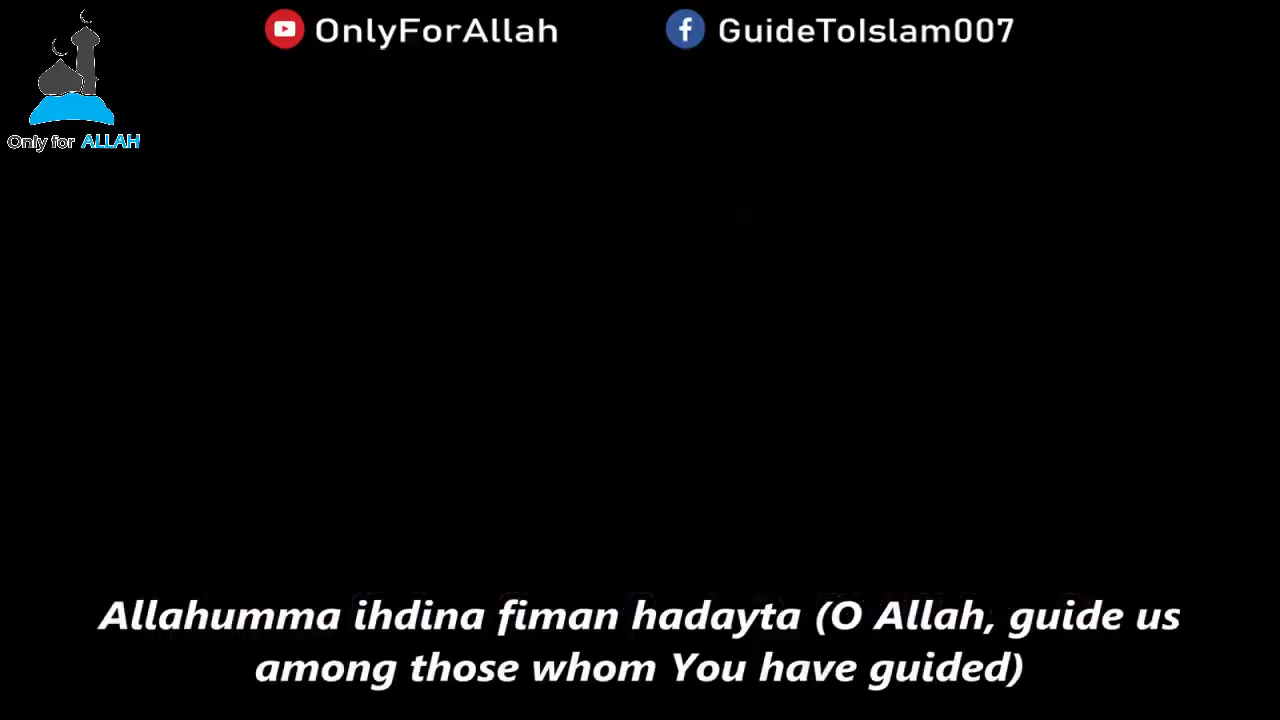 OnlyForAllah
GuideToIslam007
Only for ALLAH
Allahumma ihdina fiman hadayta (O Allah, guide us
among those whom You have guided)